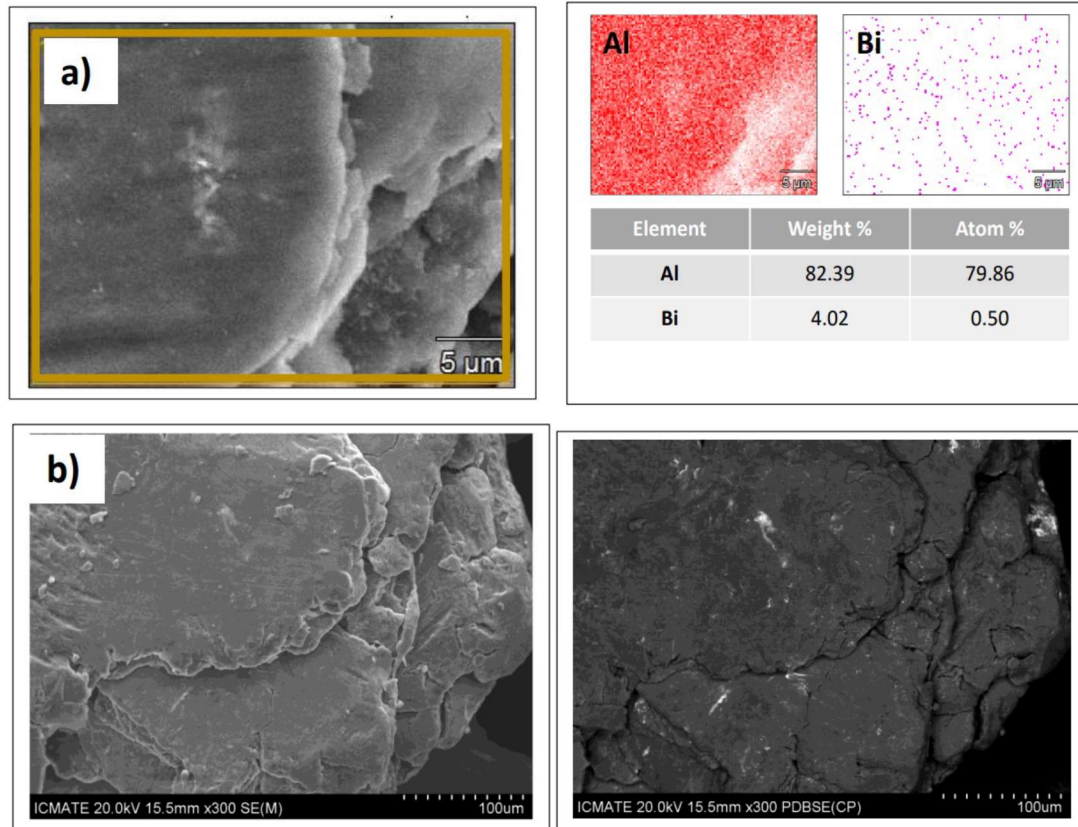 a)
5 µm
Al
5 µm
Bi
5 µm
Element Weight % Atom %
Al 82.39 79.86
Bi 4.02 0.50
b)
ICMATE 20.0kV 15.5mm x300 SE(M) 100um
ICMATE 20.0kV 15.5mm x300 PDBSE(CP) 100um